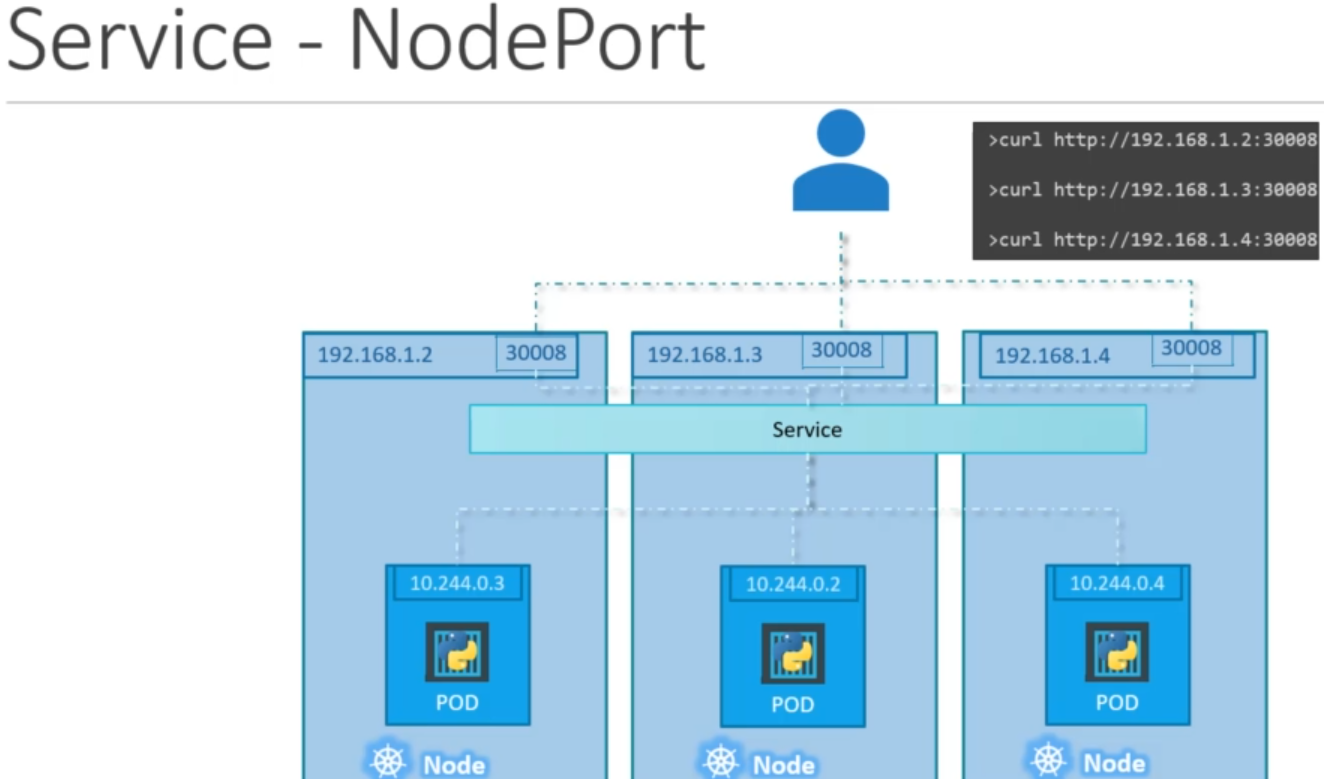 Service - NodePort
>curl http://192.168.1.2:30008
>curl http://192.168.1.3:30008
>curl http://192.168.1.4:30008
192.168.1.2 30008 192.168.1.3 30008 192.168.1.4 30008
Service
10.244.0.3 10.244.0.2 10.244.0.4
POD POD POD
Node Node Node